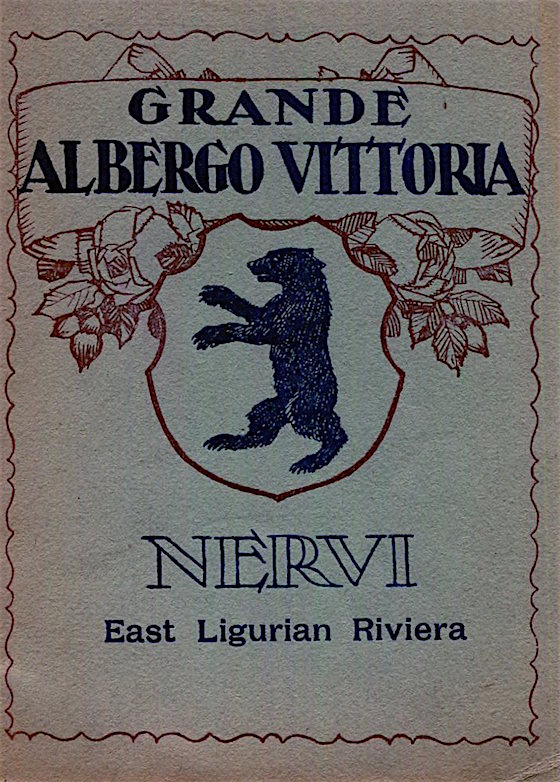 GRANDE
ALBERGO VITTORIA
NERVI
East Ligurian Riviera